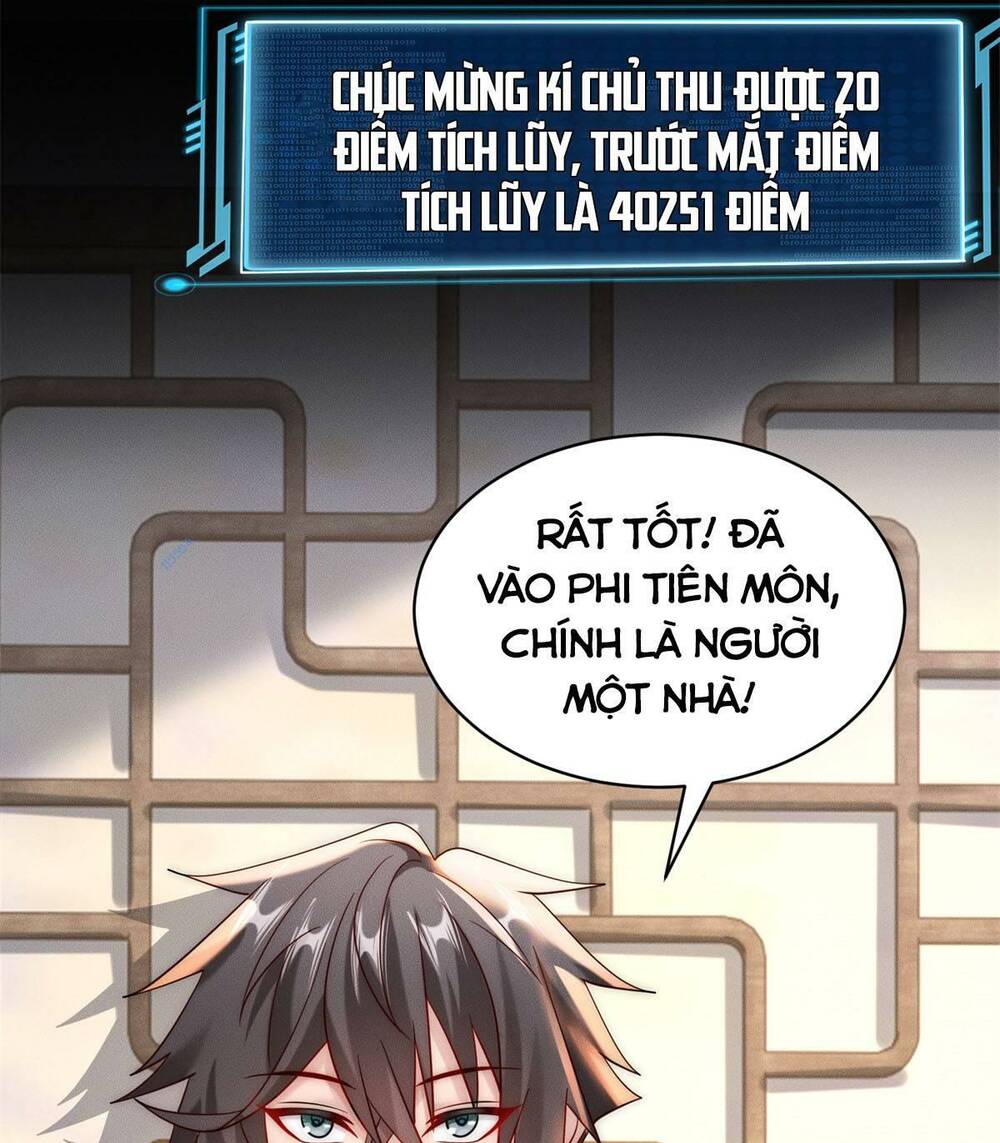 CHÚC MỪNG KÍ CHỦ THU ĐƯỢC 20
ĐIỂM TÍCH LŨY, TRƯỚC MẮT ĐIỂM
TÍCH LŨY LÀ 40251 ĐIỂM
RẤT TỐT! ĐÃ
VÀO PHI TIÊN MÔN,
CHÍNH LÀ NGƯỜI
MỘT NHÀ!